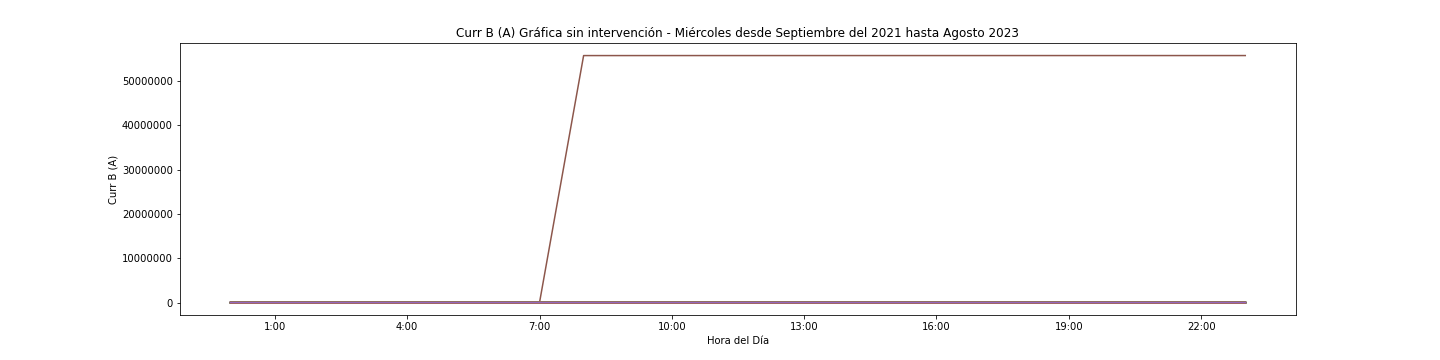 Curr B (A) Gráfica sin intervención - Miércoles desde Septiembre del 2021 hasta Agosto 2023
50000000
40000000
30000000
20000000
10000000
0
Curr B (A)
1:00 4:00 7:00 10:00 13:00 16:00 19:00 22:00
Hora del Día